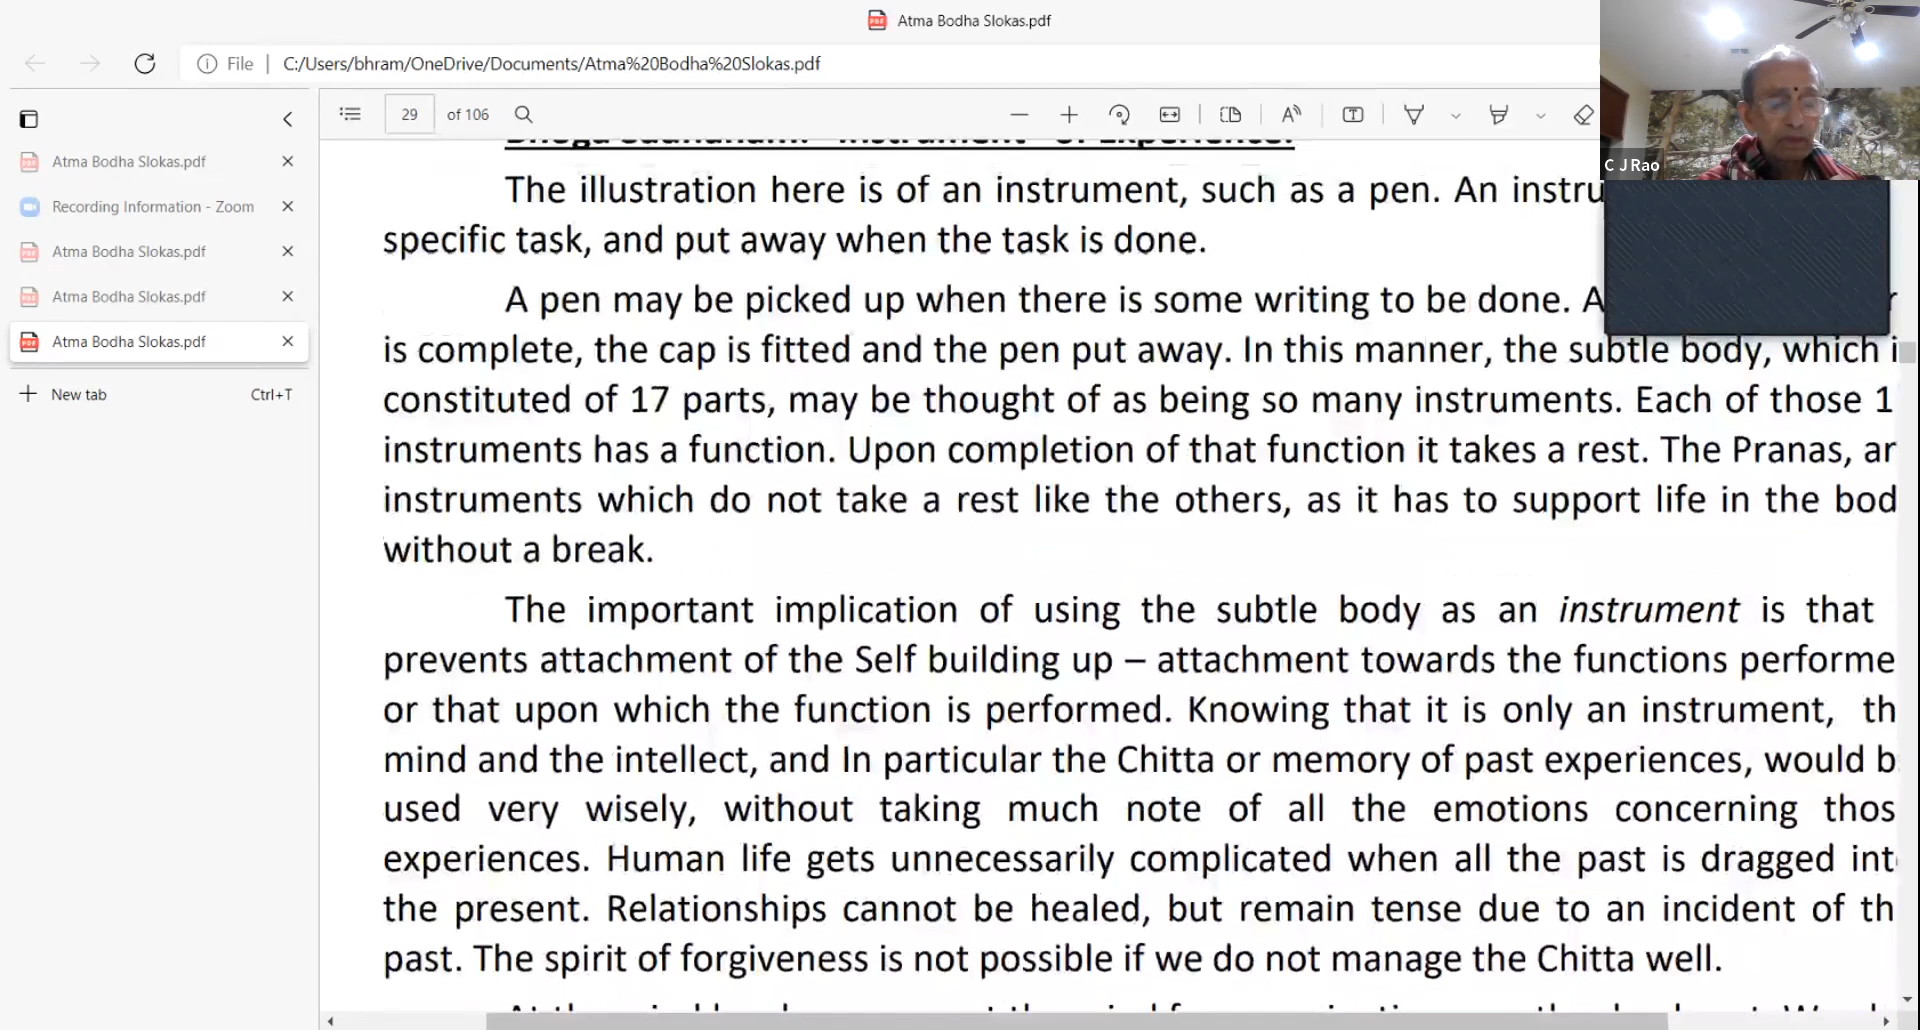 Atma Bodha Slokas.pdf
File
C:/Users/bhram/OneDrive/Documents/Atma%20Bodha%20Slokas.pdf
29 of 106
C J Rao
Atma Bodha Slokas.pdf
Recording Information - Zoom
Atma Bodha Slokas.pdf
Atma Bodha Slokas.pdf
Atma Bodha Slokas.pdf
New tab Ctrl+T
The illustration here is of an instrument, such as a pen. An
specific task, and put away when the task is done.
A pen may be picked up when there is some writing to be done.
is complete, the cap is fitted and the pen put away. In this manner, the subtle body, which
constituted of 17 parts, may be thought of as being so many instruments. Each of those
instruments has a function. Upon completion of that function it takes a rest. The Pranas,
instruments which do not take a rest like the others, as it has to support life in the
without a break.
The important implication of using the subtle body as an instrument is that
prevents attachment of the Self building up – attachment towards the functions
or that upon which the function is performed. Knowing that it is only an instrument,
mind and the intellect, and In particular the Chitta or memory of past experiences, would
used very wisely, without taking much note of all the emotions concerning
experiences. Human life gets unnecessarily complicated when all the past is dragged
the present. Relationships cannot be healed, but remain tense due to an incident of
past. The spirit of forgiveness is not possible if we do not manage the Chitta well.